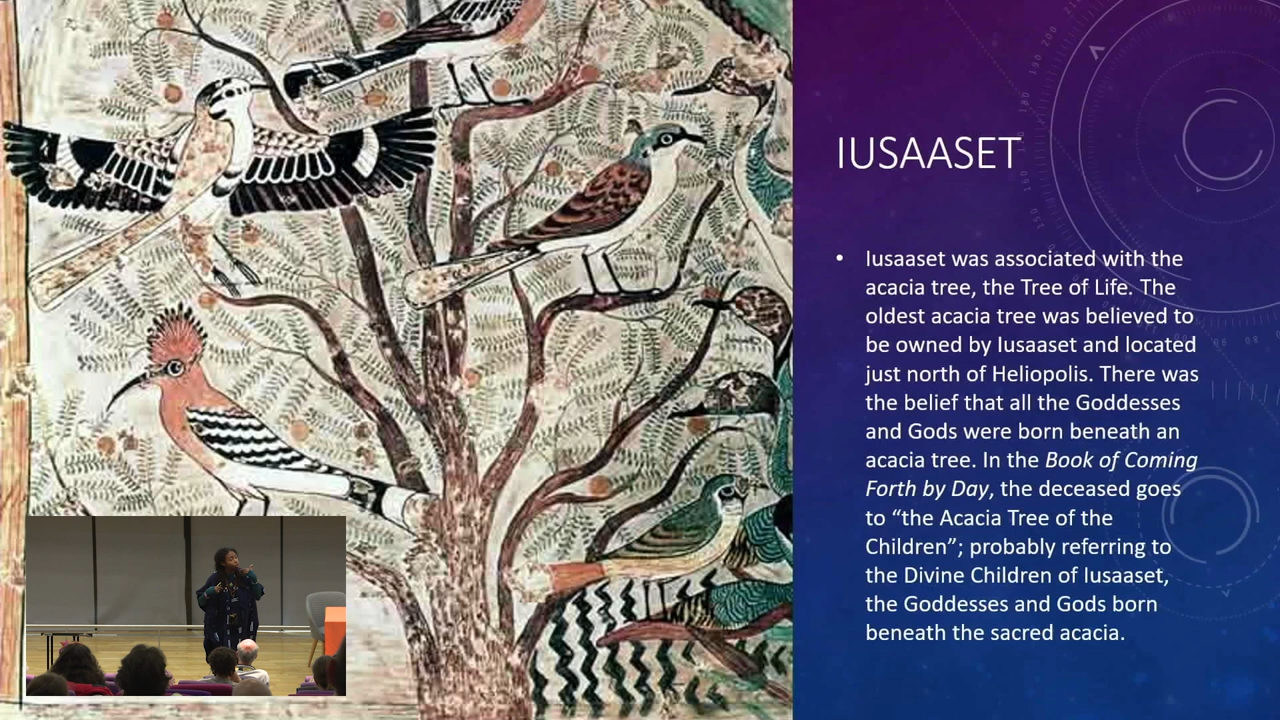 IUSAASET
• Iusaaset was associated with the
acacia tree, the Tree of Life. The
oldest acacia tree was believed to
be owned by Iusaaset and located
just north of Heliopolis. There was
the belief that all the Goddesses
and Gods were born beneath an
acacia tree. In the Book of Coming
Forth by Day, the deceased goes
to “the Acacia Tree of the
Children”; probably referring to
the Divine Children of Iusaaset,
the Goddesses and Gods born
beneath the sacred acacia.